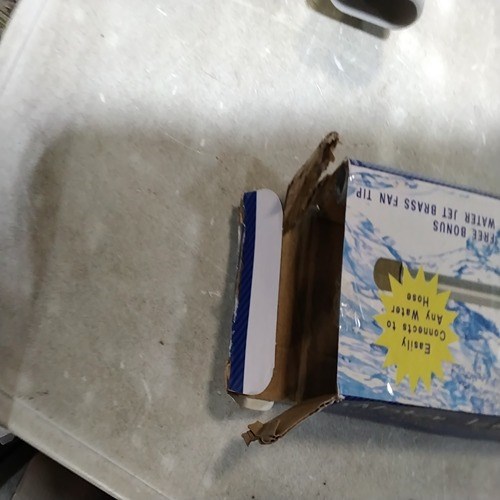 FREE BONUS
WATER JET BRASS FAN TIP
Easily
Connects to
Any Water
Hose